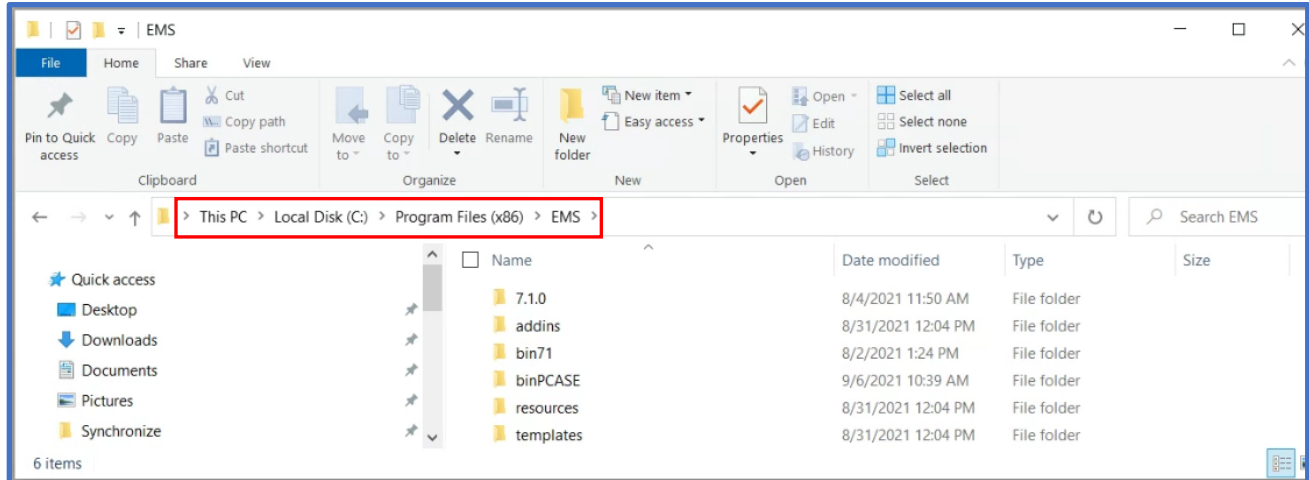 EMS
File Home Share View
Pin to Quick access
Copy
Paste
Cut
Copy path
Paste shortcut
Clipboard
Move to
Copy to
Delete
Rename
Organize
New folder
New item
Easy access
New
Properties
Open
Edit
History
Open
Select all
Select none
Invert selection
Select
This PC > Local Disk (C:) > Program Files (x86) > EMS >
Search EMS
Quick access
Desktop
Downloads
Documents
Pictures
Synchronize
Name Date modified Type Size
7.1.0 8/4/2021 11:50 AM File folder
addins 8/31/2021 12:04 PM File folder
bin71 8/2/2021 1:24 PM File folder
binPCASE 9/6/2021 10:39 AM File folder
resources 8/31/2021 12:04 PM File folder
templates 8/31/2021 12:04 PM File folder
6 items